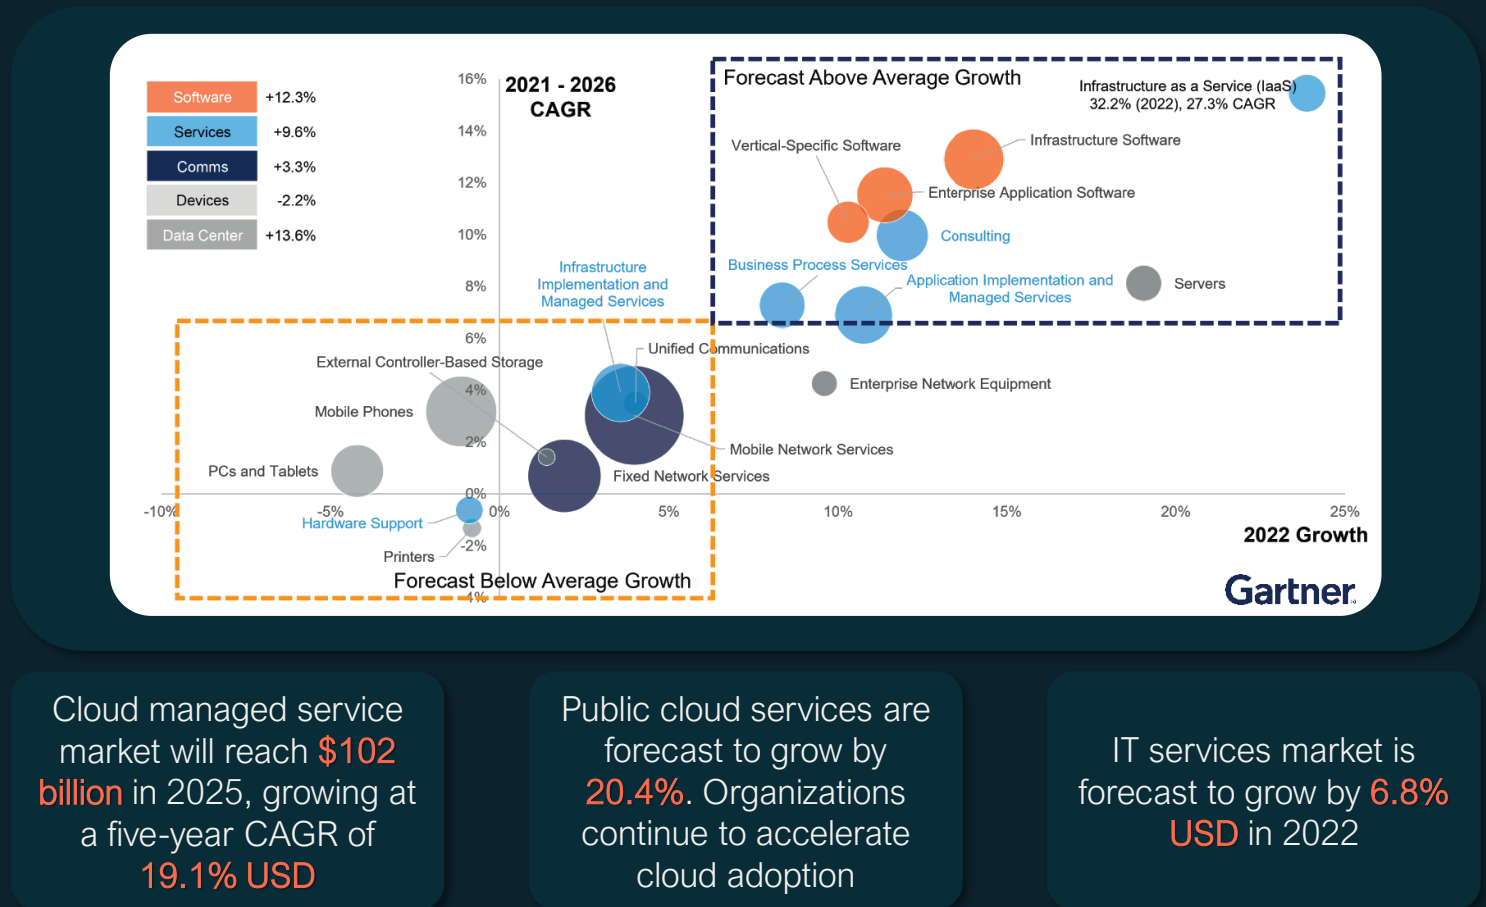 Software +12.3%
Services +9.6%
Comms +3.3%
Devices -2.2%
Data Center +13.6%
2021 - 2026
CAGR
16%
14%
12%
10%
8%
6%
4%
2%
0%
-2%
-4%
-10%
-5%
0%
5%
10%
15%
20%
25%
2022 Growth
Forecast Above Average Growth
Infrastructure as a Service (IaaS)
32.2% (2022), 27.3% CAGR
Vertical-Specific Software
Infrastructure Software
Enterprise Application Software
Consulting
Business Process Services
Application Implementation and
Managed Services
Servers
Infrastructure
Implementation and
Managed Services
Unified Communications
External Controller-Based Storage
Enterprise Network Equipment
Mobile Phones
Mobile Network Services
PCs and Tablets
Fixed Network Services
Hardware Support
Printers
Forecast Below Average Growth
Gartner
Cloud managed service
market will reach $102
billion in 2025, growing at
a five-year CAGR of
19.1% USD
Public cloud services are
forecast to grow by
20.4%. Organizations
continue to accelerate
cloud adoption
IT services market is
forecast to grow by 6.8%
USD in 2022